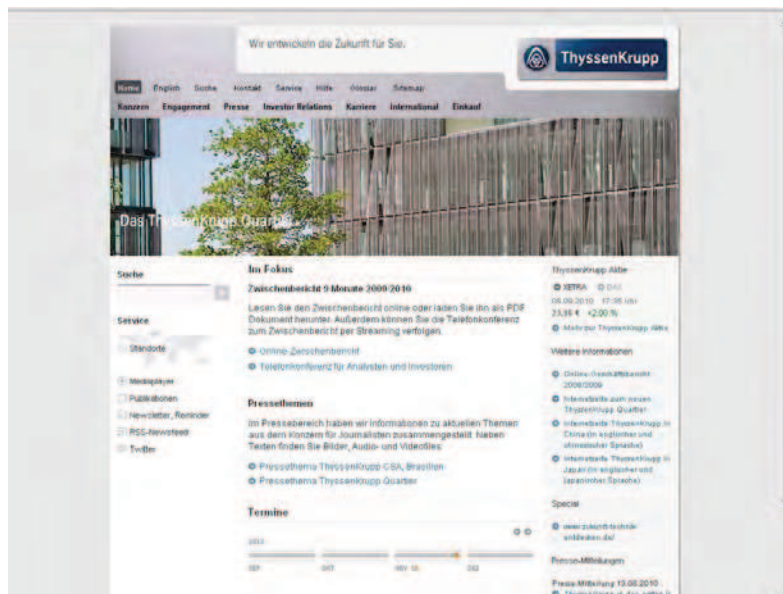 Wir entwickeln die Zukunft für Sie.
ThyssenKrupp
Home English Suche Kontakt Service Hilfe Glossar Sitemap
Konzern Engagement Presse Investor Relations Karriere International Einkauf
Das ThyssenKrupp Quartier
Suche
Service
Standorte
Mediaplayer
Publikationen
Newsletter, Reminder
RSS-Newsfeed
Twitter
Im Fokus
Zwischenbericht 9 Monate 2009/2010
Lesen Sie den Zwischenbericht online oder laden Sie ihn als PDF
Dokument herunter. Außerdem können Sie die Telefonkonferenz
zum Zwischenbericht per Streaming verfolgen.
Online-Zwischenbericht
Telefonkonferenz für Analysten und Investoren
Pressethemen
Im Pressebereich haben wir Informationen zu aktuellen Themen
aus dem Konzern für Journalisten zusammengestellt. Neben
Texten finden Sie Bilder, Audio- und Videofiles.
Pressethema ThyssenKrupp CSA, Brasilien
Pressethema ThyssenKrupp Quartier
Termine
SEP OKT NOV DEZ
ThyssenKrupp Aktie
XETRA DAX
17:35 Uhr
+2.00 %
Mehr zur ThyssenKrupp Aktie
Weitere Informationen
Online-Geschäftsbericht
2008/2009
Internetseite zum neuen
ThyssenKrupp Quartier
Internetseite ThyssenKrupp in
China (in englischer und
chinesischer Sprache)
Internetseite ThyssenKrupp in
Japan (in englischer und
japanischer Sprache)
Special
www.zukunft-technik-
entdecken.de/
Presse-Mitteilungen
Presse-Mitteilung 13.08.2010